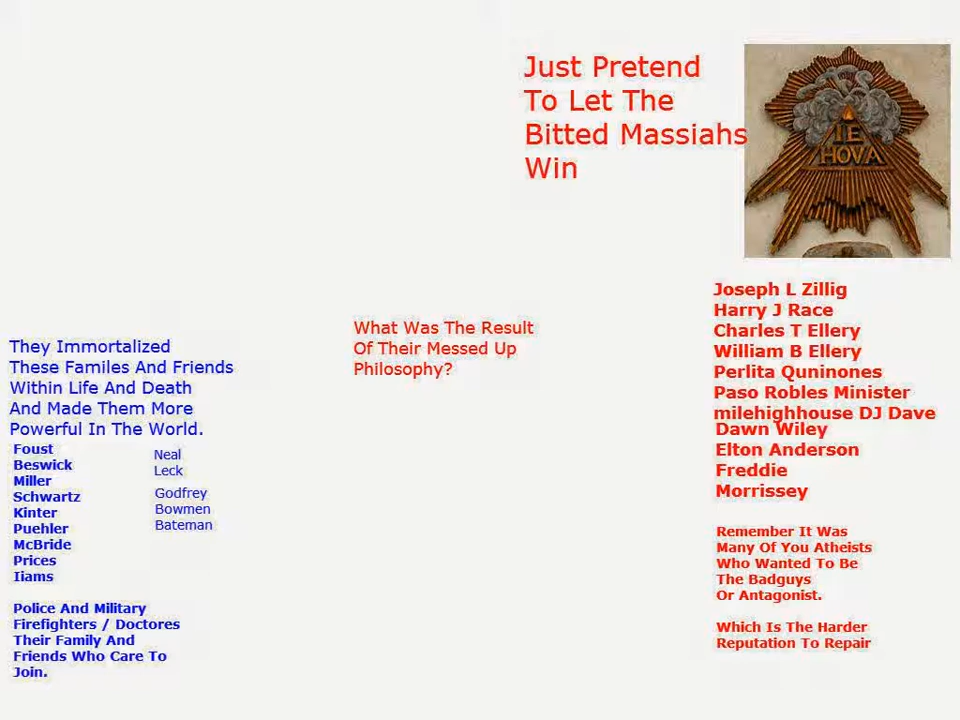 Just Pretend
To Let The
Bitted Massiahs
Win
IE
HOVA
They Immortalized
These Familes And Friends
Within Life And Death
And Made Them More
Powerful In The World.
Foust
Beswick
Miller
Schwartz
Kinter
Puehler
McBride
Prices
Iiams
Neal
Leck
Godfrey
Bowmen
Bateman
Police And Military
Firefighters / Doctores
Their Family And
Friends Who Care To
Join.
What Was The Result
Of Their Messed Up
Philosophy?
Joseph L Zillig
Harry J Race
Charles T Ellery
William B Ellery
Perlita Quninones
Paso Robles Minister
milehighhouse DJ Dave
Dawn Wiley
Elton Anderson
Freddie
Morrissey
Remember It Was
Many Of You Atheists
Who Wanted To Be
The Badguys
Or Antagonist.
Which Is The Harder
Reputation To Repair